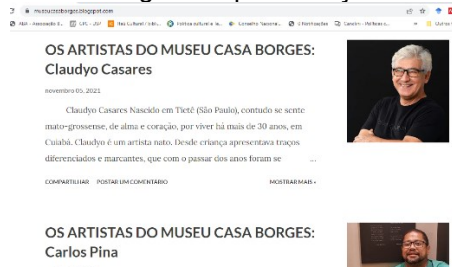 museucasaborges.blogspot.com
OS ARTISTAS DO MUSEU CASA BORGES:
Claudyo Casares
novembro 05, 2021
Claudyo Casares Nascido em Tietê (São Paulo), contudo se sente
mato-grossense, de alma e coração, por viver há mais de 30 anos, em
Cuiabá. Claudyo é um artista nato. Desde criança apresentava traços
diferenciados e marcantes, que com o passar dos anos foram se ...
COMPARTILHAR POSTAR UM COMENTÁRIO MOSTRAR MAIS »
OS ARTISTAS DO MUSEU CASA BORGES:
Carlos Pina